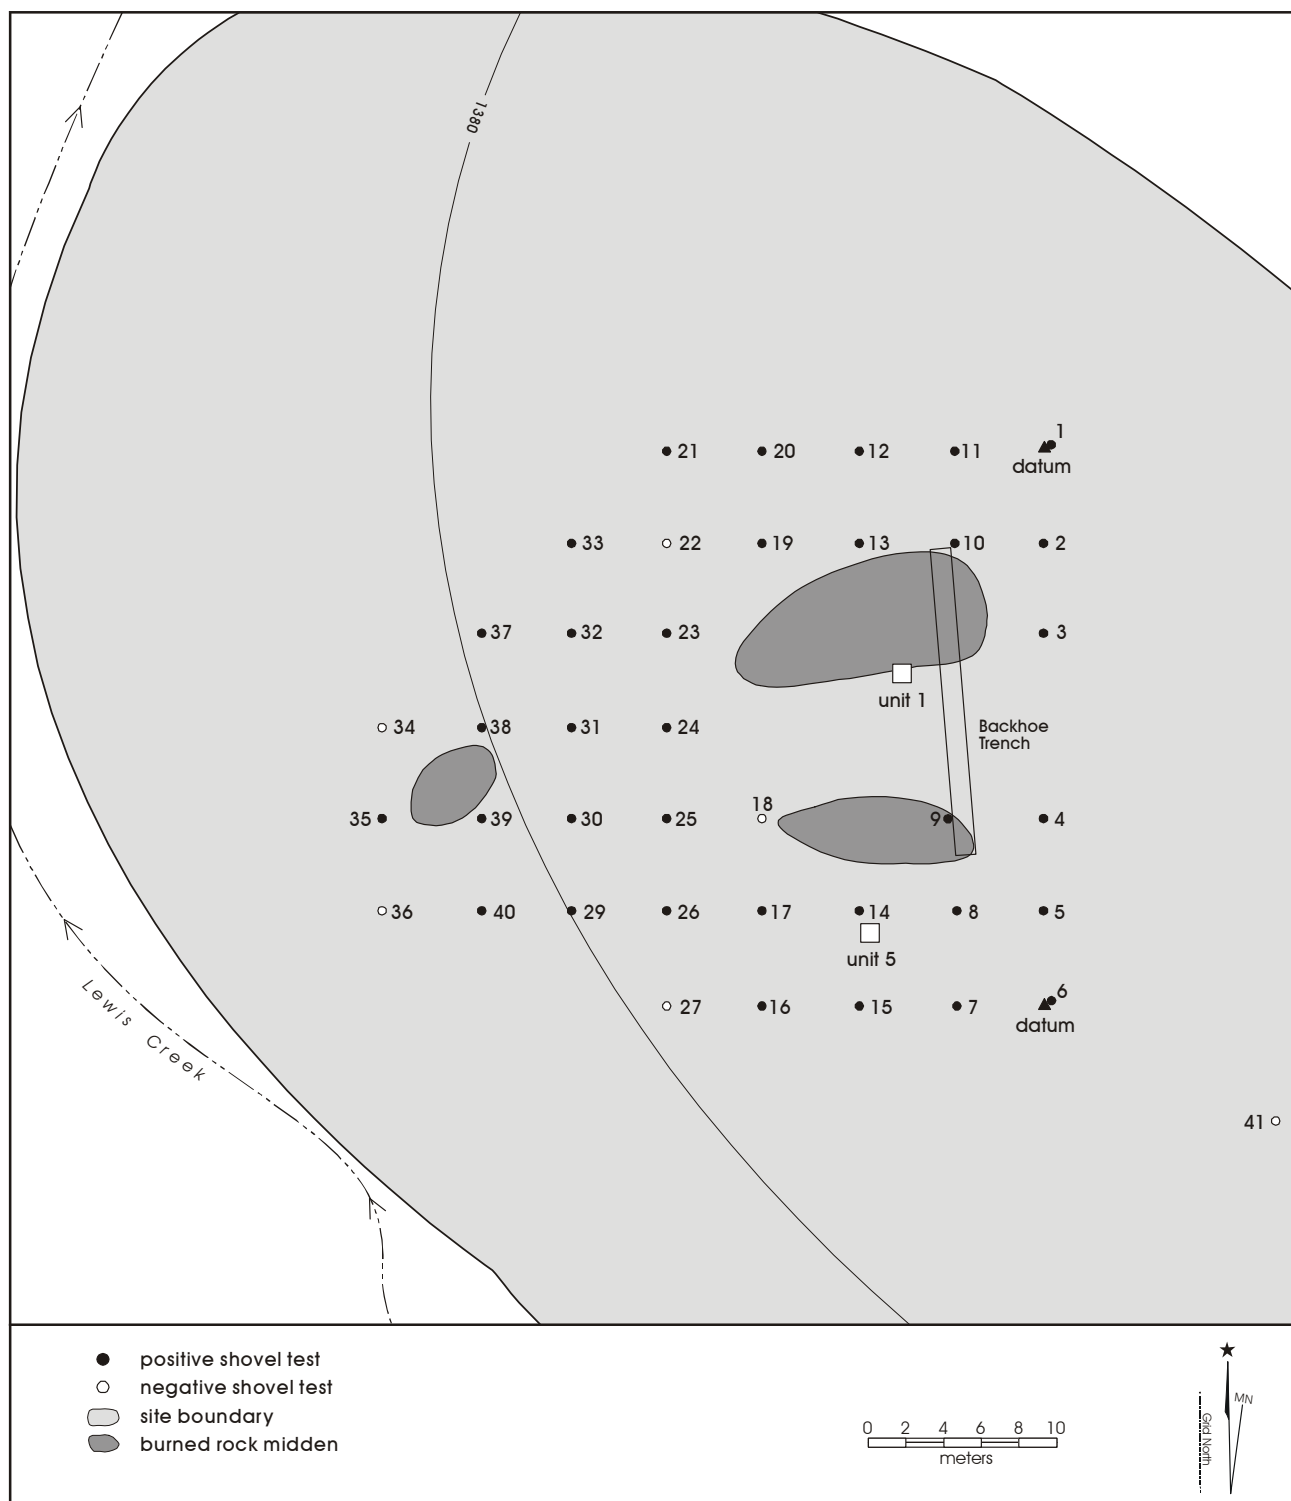 1380
1
21
20
12
11
datum
33
22
19
13
10
2
37
32
23
3
unit 1
34
38
31
24
Backhoe
Trench
18
35
39
30
25
9
4
36
40
29
26
17
14
8
5
unit 5
Lewis Creek
6
27
16
15
7
datum
41
positive shovel test
negative shovel test
site boundary
burned rock midden
0 2 4 6 8 10
meters
Grid North
MN